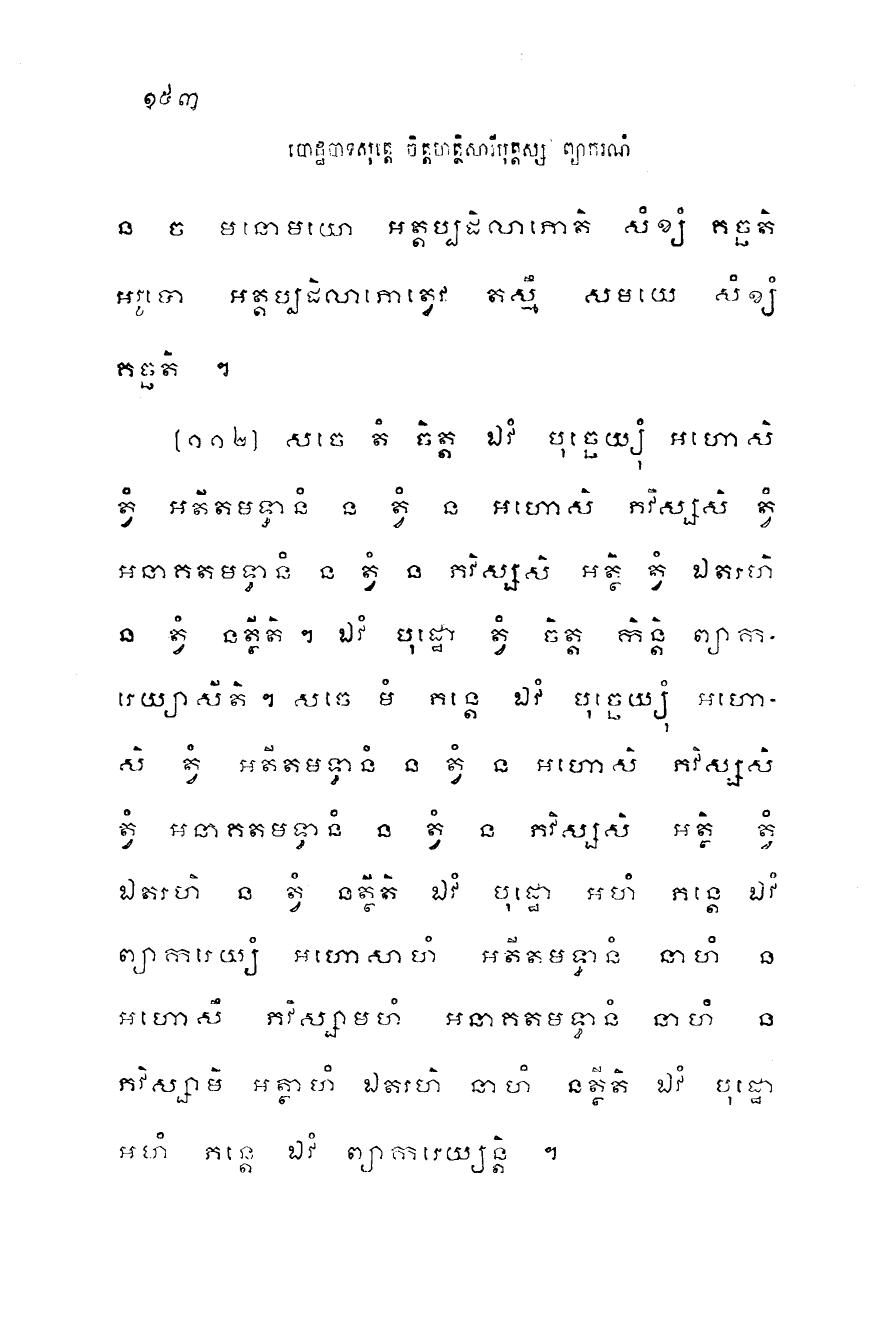 ១៥៣
បោដ្ឋបាទសុត្តេ ចិត្តហត្ថិសារីបុត្តស្ស ព្យាករណំ
ន ច មនោមយោ អត្តប្បដិលាភោតិ សំខ្យំ គច្ឆតិ
អរូបោ អត្តប្បដិលាភោត្វេវ តស្មឹ សមយេ សំខ្យំ
គច្ឆតិ ។
[១១២] សចេ តំ ចិត្ត ឯវំ បុច្ឆេយ្យុំ អហោសិ
ត្វំ អតីតមទ្ធានំ ន ត្វំ ន អហោសិ ភវិស្សសិ ត្វំ
អនាគតមទ្ធានំ ន ត្វំ ន ភវិស្សសិ អត្ថិ ត្វំ ឯតរហិ
ន ត្វំ នត្ថីតិ ។ ឯវំ បុដ្ឋោ ត្វំ ចិត្ត កិន្តិ ព្យាកា-
រេយ្យាសីតិ ។ សចេ មំ ភន្តេ ឯវំ បុច្ឆេយ្យុំ អហោ-
សិ ត្វំ អតីតមទ្ធានំ ន ត្វំ ន អហោសិ ភវិស្សសិ
ត្វំ អនាគតមទ្ធានំ ន ត្វំ ន ភវិស្សសិ អត្ថិ ត្វំ
ឯតរហិ ន ត្វំ នត្ថីតិ ឯវំ បុដ្ឋោ អហំ ភន្តេ ឯវំ
ព្យាការេយ្យំ អហោសាហំ អតីតមទ្ធានំ នាហំ ន
អហោសឹ ភវិស្សាមហំ អនាគតមទ្ធានំ នាហំ ន
ភវិស្សាមិ អត្ថាហំ ឯតរហិ នាហំ នត្ថីតិ ឯវំ បុដ្ឋោ
អហំ ភន្តេ ឯវំ ព្យាការេយ្យន្តិ ។